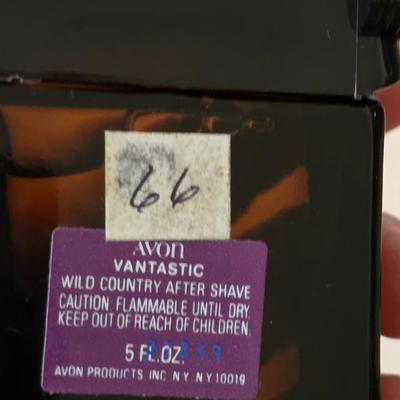 66
AVON
VANTASTIC
WILD COUNTRY AFTER SHAVE
CAUTION: FLAMMABLE UNTIL DRY
KEEP OUT OF REACH OF CHILDREN.
5 FL.OZ.
AVON PRODUCTS INC. N.Y. N.Y. 10019